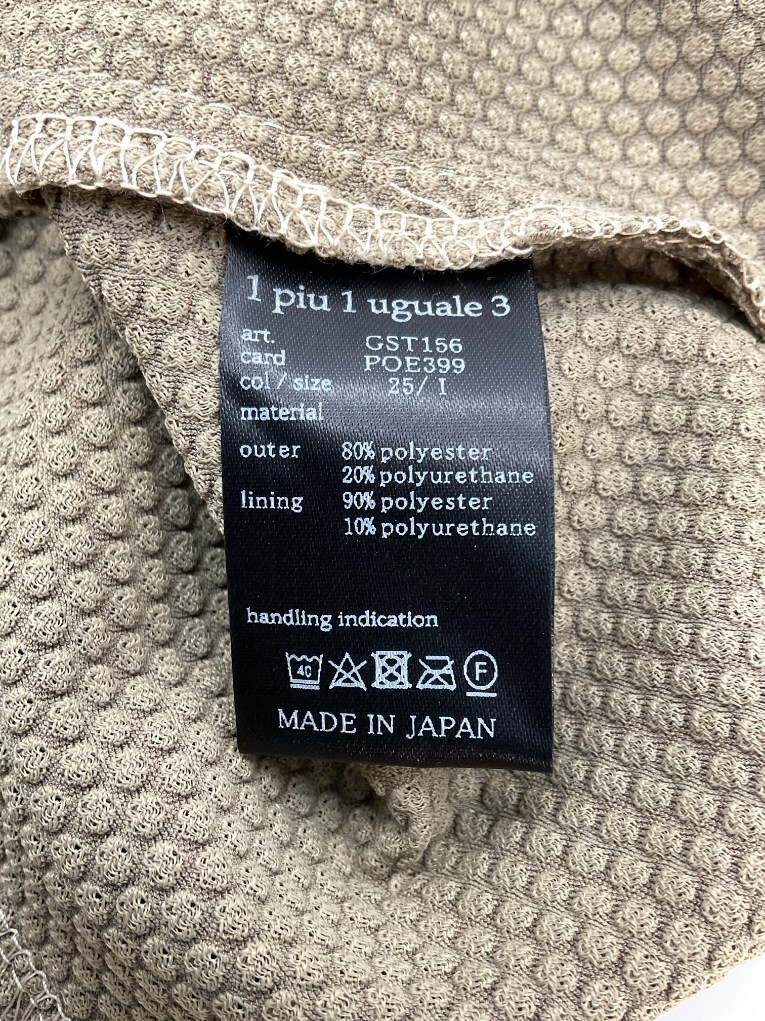 1 piu 1 uguale 3
art. GST156
card POE399
col / size 25/ I
material
outer 80% polyester
20% polyurethane
lining 90% polyester
10% polyurethane
handling indication
40 F
MADE IN JAPAN